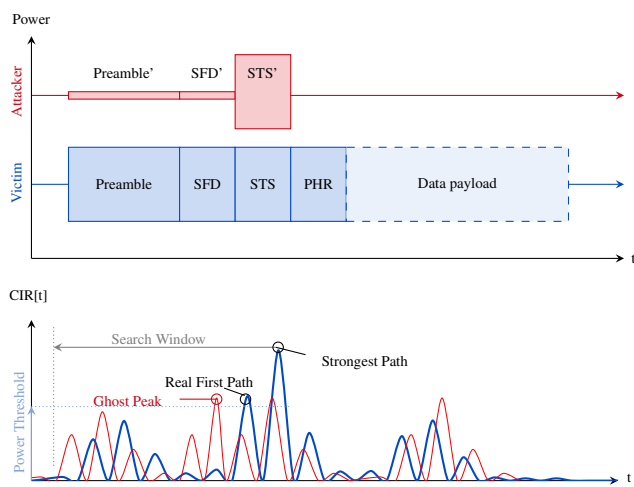 Power
Preamble’
SFD’
STS’
Attacker
Victim
Preamble
SFD
STS
PHR
Data payload
t
CIR[t]
Search Window
Strongest Path
Real First Path
Ghost Peak
Power Threshold
t